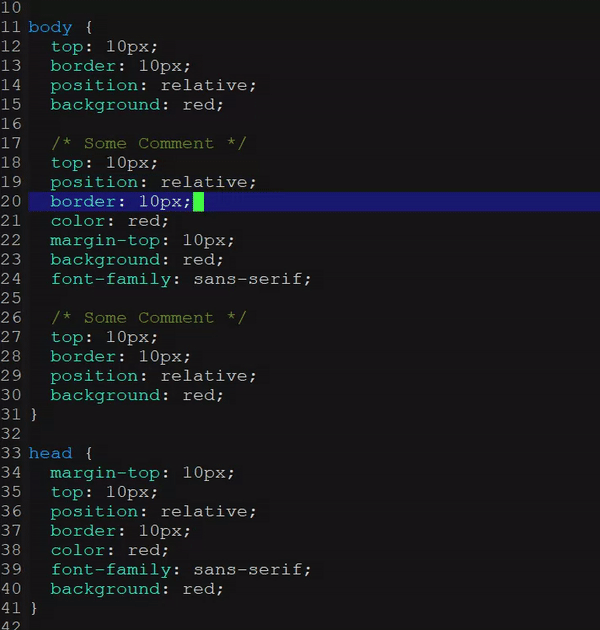 10
11 body {
12   top: 10px;
13   border: 10px;
14   position: relative;
15   background: red;
16
17   /* Some Comment */
18   top: 10px;
19   position: relative;
20   border: 10px;
21   color: red;
22   margin-top: 10px;
23   background: red;
24   font-family: sans-serif;
25
26   /* Some Comment */
27   top: 10px;
28   border: 10px;
29   position: relative;
30   background: red;
31 }
32
33 head {
34   margin-top: 10px;
35   top: 10px;
36   position: relative;
37   border: 10px;
38   color: red;
39   font-family: sans-serif;
40   background: red;
41 }
42